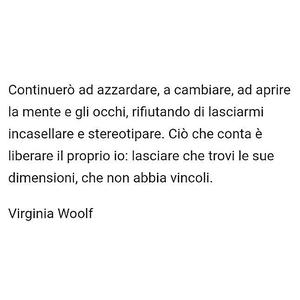 Continuerò ad azzardare, a cambiare, ad aprire
la mente e gli occhi, rifiutando di lasciarmi
incasellare e stereotipare. Ciò che conta è
liberare il proprio io: lasciare che trovi le sue
dimensioni, che non abbia vincoli.
Virginia Woolf